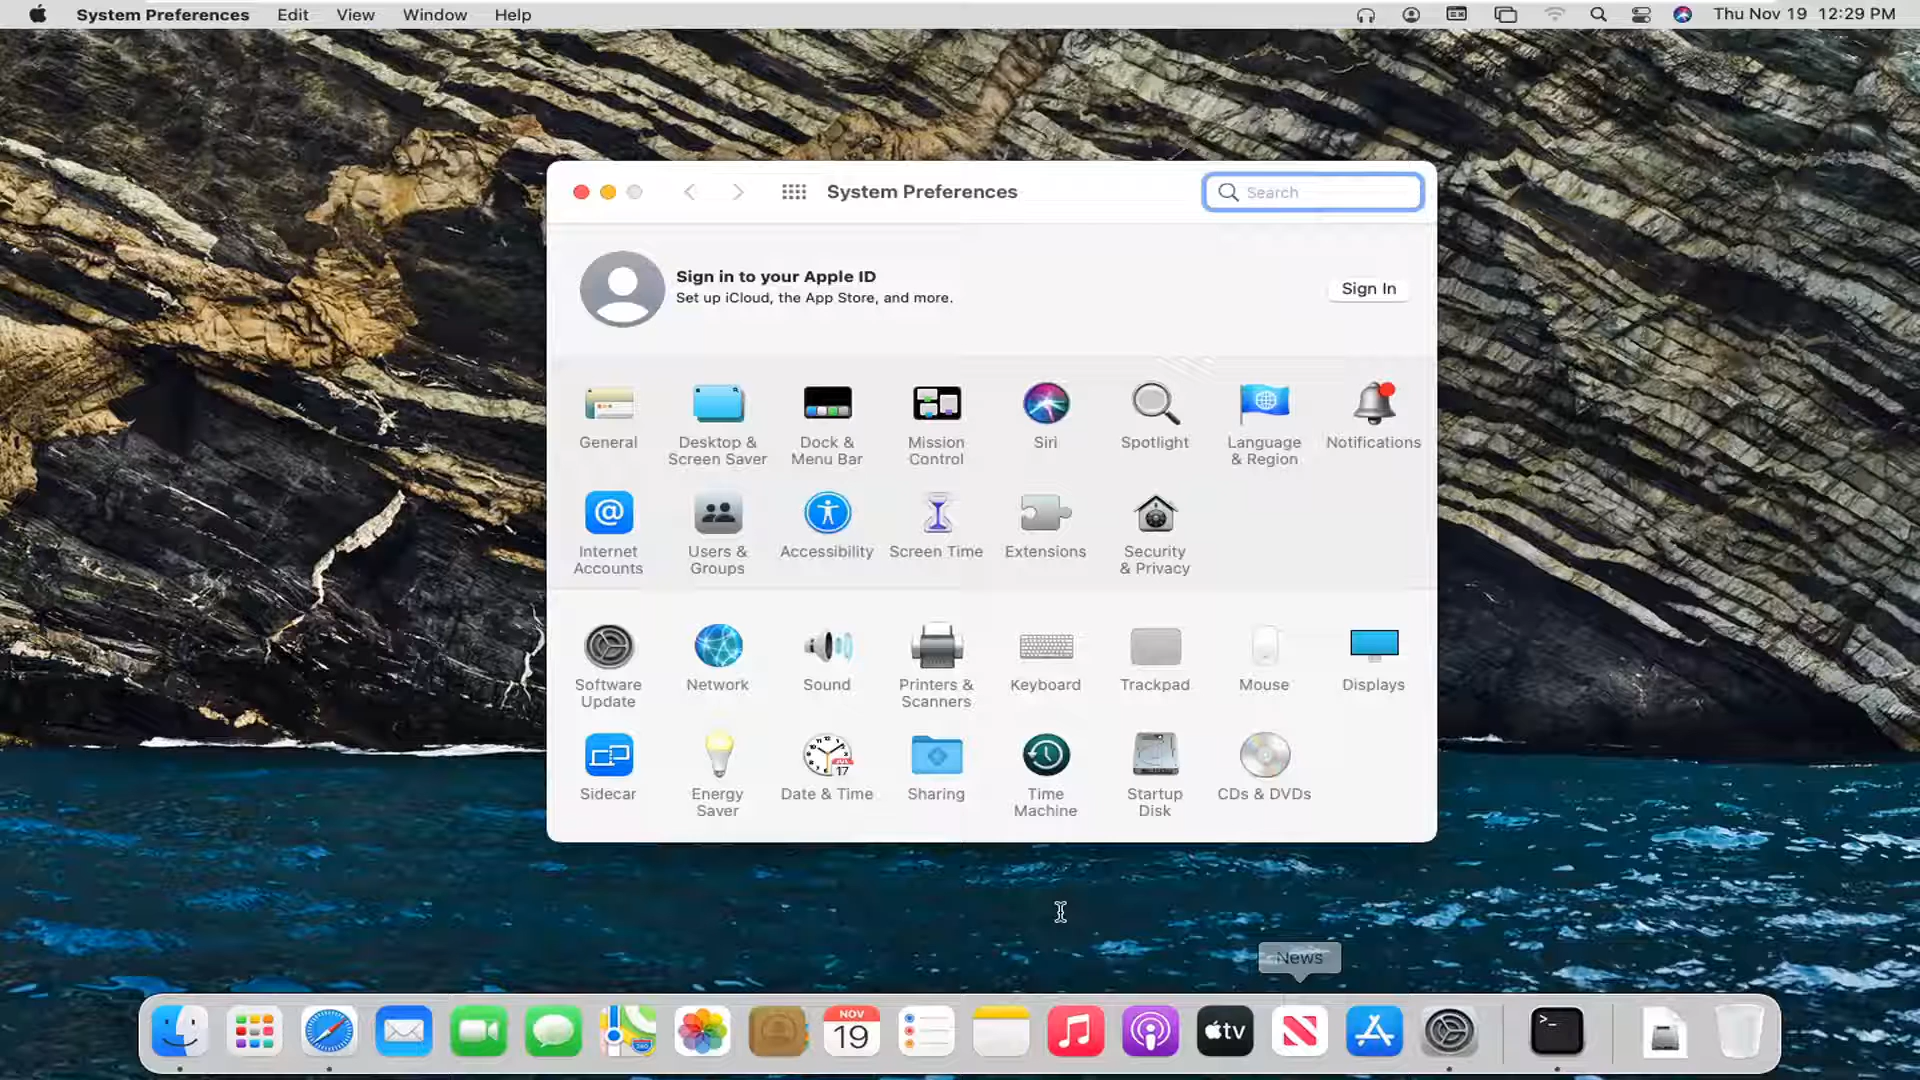 System Preferences Edit View Window Help Thu Nov 19 12:29 PM
System Preferences
Search
Sign in to your Apple ID
Set up iCloud, the App Store, and more.
Sign In
General
Desktop &
Screen Saver
Dock &
Menu Bar
Mission
Control
Siri
Spotlight
Language
& Region
Notifications
Internet
Accounts
Users &
Groups
Accessibility
Screen Time
Extensions
Security
& Privacy
Software
Update
Network
Sound
Printers &
Scanners
Keyboard
Trackpad
Mouse
Displays
Sidecar
Energy
Saver
JUL
17
Date & Time
Sharing
Time
Machine
Startup
Disk
CDs & DVDs
News
NOV
19
tv
>_